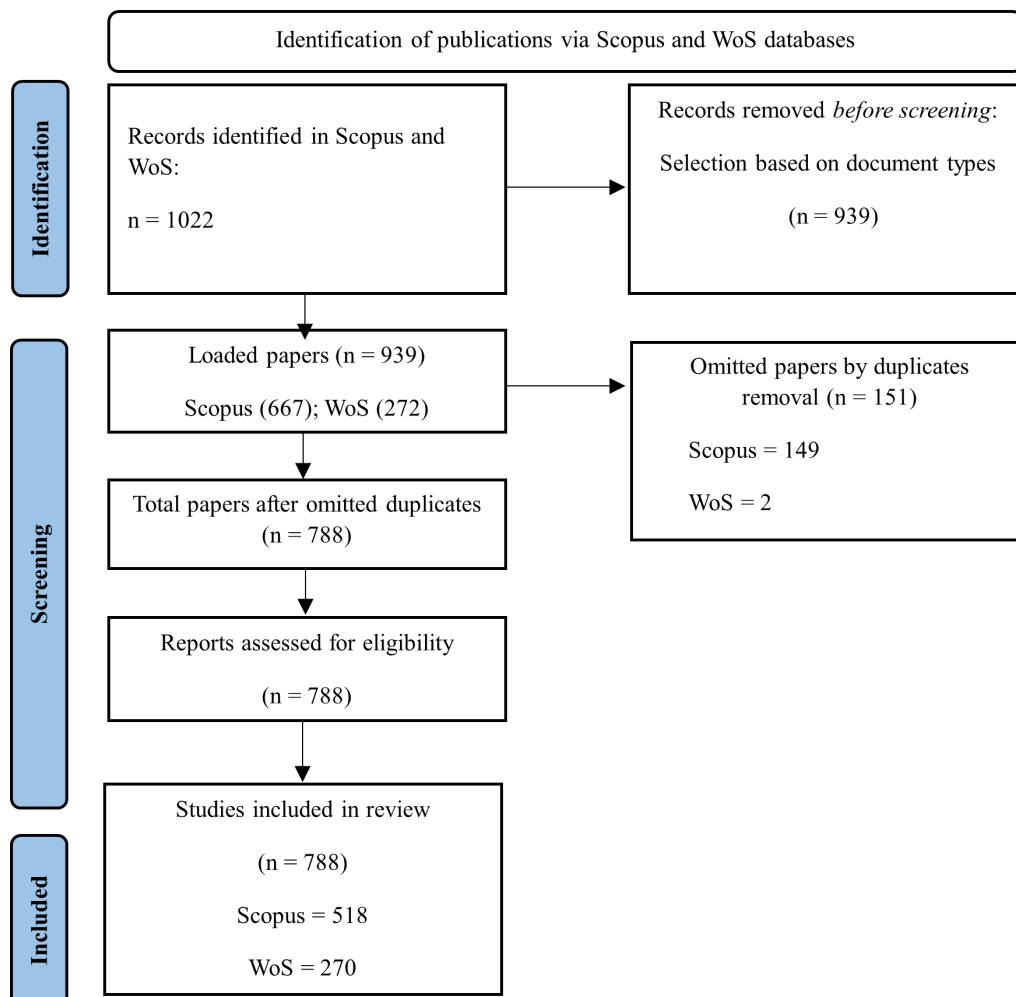 Identification of publications via Scopus and WoS databases
Identification
Records identified in Scopus and
WoS:
n = 1022
Records removed before screening:
Selection based on document types
(n = 939)
Screening
Loaded papers (n = 939)
Scopus (667); WoS (272)
Omitted papers by duplicates
removal (n = 151)
Scopus = 149
WoS = 2
Total papers after omitted duplicates
(n = 788)
Reports assessed for eligibility
(n = 788)
Included
Studies included in review
(n = 788)
Scopus = 518
WoS = 270